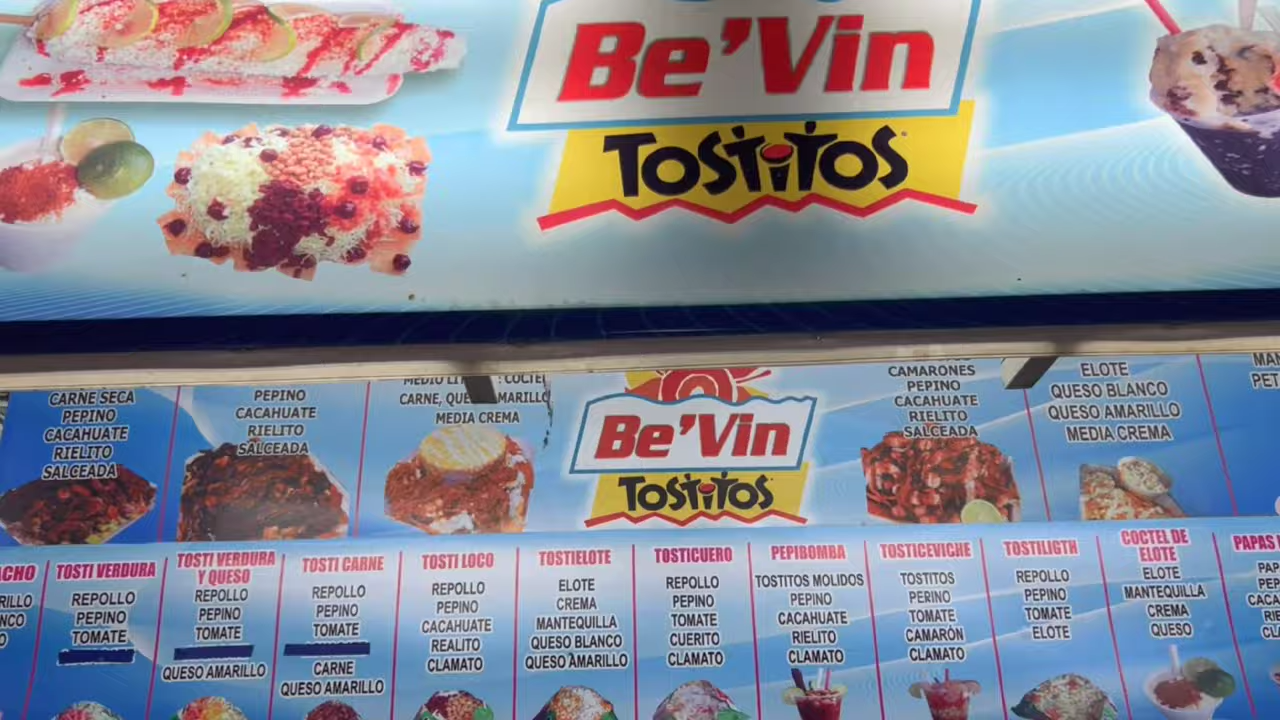 Be'Vin
TOSTITOS
CARNE SECA
PEPINO
CACAHUATE
RIELITO
SALCEADA
PEPINO
CACAHUATE
RIELITO
SALCEADA
CARNE, QUE
MARILLO
MEDIA CREMA
Be'Vin
TOSTITOS
CAMARONES
PEPINO
CACAHUATE
RIELITO
SALCEADA
ELOTE
QUESO BLANCO
QUESO AMARILLO
MEDIA CREMA
TOSTI VERDURA
REPOLLO
PEPINO
TOMATE
TOSTI VERDURA
Y QUESO
REPOLLO
PEPINO
TOMATE
QUESO AMARILLO
TOSTI CARNE
REPOLLO
PEPINO
TOMATE
CARNE
QUESO AMARILLO
TOSTI LOCO
REPOLLO
PEPINO
CACAHUATE
REALITO
CLAMATO
TOSTIELOTE
ELOTE
CREMA
MANTEQUILLA
QUESO BLANCO
QUESO AMARILLO
TOSTICUERO
REPOLLO
PEPINO
TOMATE
CUERITO
CLAMATO
PEPIBOMBA
TOSTITOS MOLIDOS
PEPINO
CACAHUATE
RIELITO
CLAMATO
TOSTICEVICHE
TOSTITOS
PERINO
TOMATE
CAMARÓN
CLAMATO
TOSTILIGTH
REPOLLO
PEPINO
TOMATE
ELOTE
COCTEL DE
ELOTE
ELOTE
MANTEQUILLA
CREMA
QUESO
PAPAS